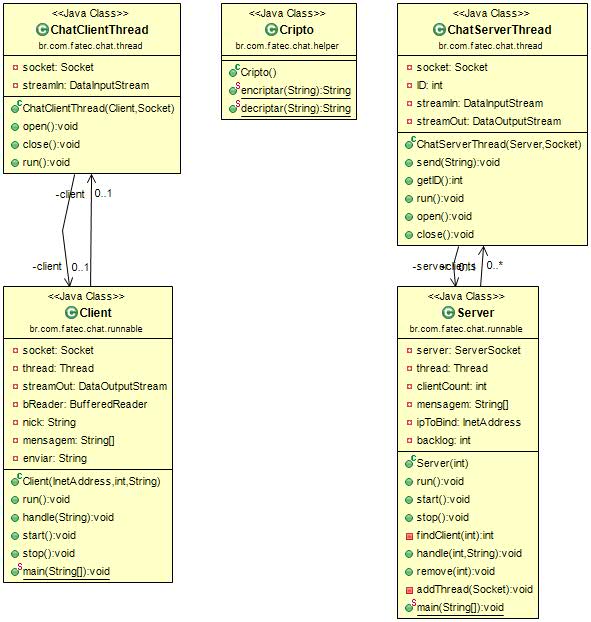 <<Java Class>>
ChatClientThread
br.com.fatec.chat.thread
socket: Socket
streamIn: DataInputStream
ChatClientThread(Client,Socket)
open():void
close():void
run():void
<<Java Class>>
Cripto
br.com.fatec.chat.helper
Cripto()
encriptar(String):String
decriptar(String):String
<<Java Class>>
ChatServerThread
br.com.fatec.chat.thread
socket: Socket
ID: int
streamIn: DataInputStream
streamOut: DataOutputStream
ChatServerThread(Server,Socket)
send(String):void
getID():int
run():void
open():void
close():void
-client 0..1
-client 0..1
-server 0..1
-clients 0..*
<<Java Class>>
Client
br.com.fatec.chat.runnable
socket: Socket
thread: Thread
streamOut: DataOutputStream
bReader: BufferedReader
nick: String
mensagem: String[]
enviar: String
Client(InetAddress,int,String)
run():void
handle(String):void
start():void
stop():void
main(String[]):void
<<Java Class>>
Server
br.com.fatec.chat.runnable
server: ServerSocket
thread: Thread
clientCount: int
mensagem: String[]
ipToBind: InetAddress
backlog: int
Server(int)
run():void
start():void
stop():void
findClient(int):int
handle(int,String):void
remove(int):void
addThread(Socket):void
main(String[]):void